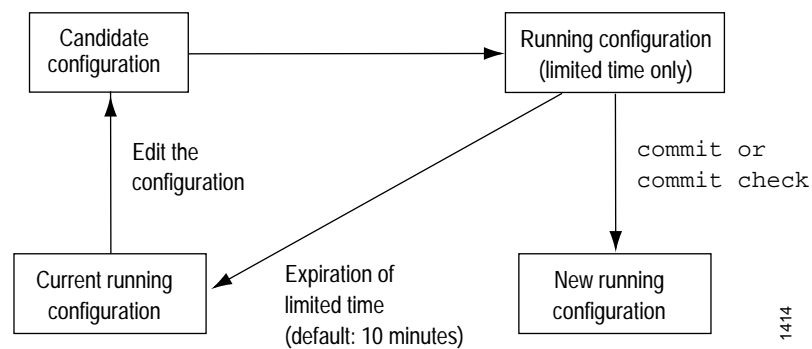 Candidate
configuration
Running configuration
(limited time only)
Edit the
configuration
commit or
commit check
Current running
configuration
Expiration of
limited time
(default: 10 minutes)
New running
configuration
1414